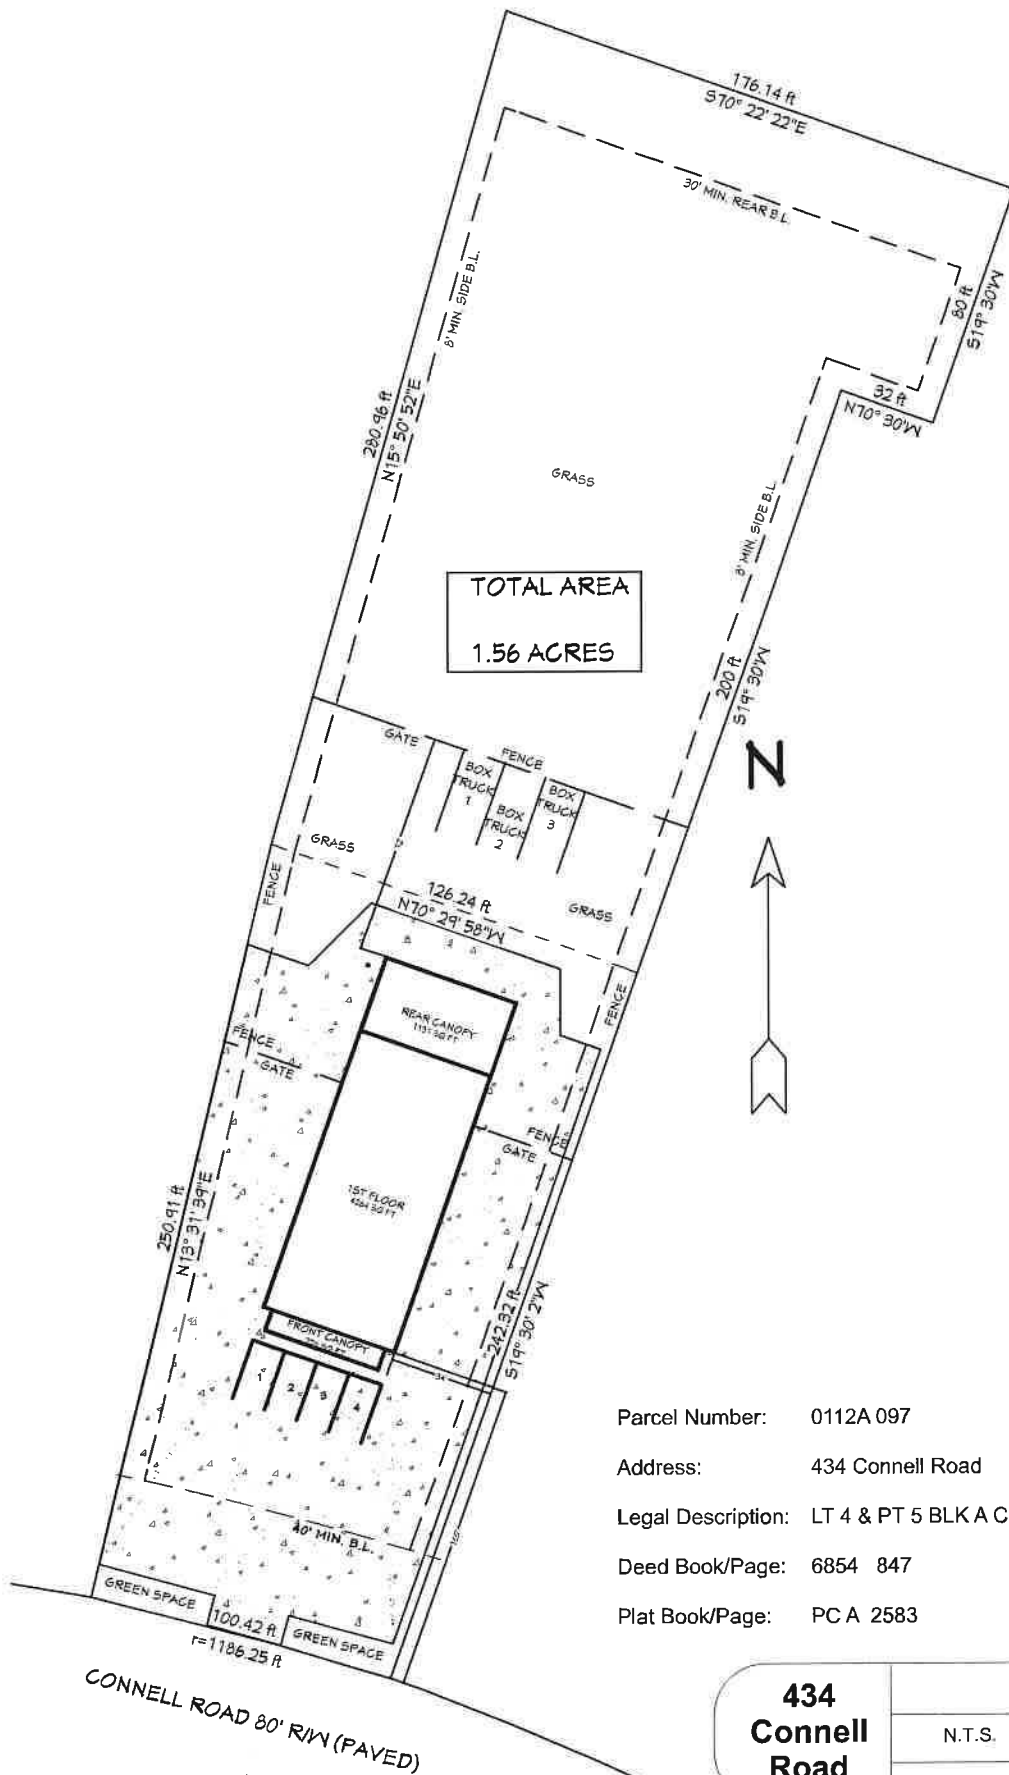 176.14 ft
S70° 22' 22"E
30' MIN. REAR B.L.
8' MIN. SIDE B.L.
80 ft
S19° 30'W
32 ft
N70° 30'W
280.96 ft
N15° 50' 52"E
GRASS
8' MIN. SIDE B.L.
TOTAL AREA
1.56 ACRES
200 ft
S19° 30'W
N
GATE
FENCE
BOX
TRUCK
1
BOX
TRUCK
2
BOX
TRUCK
3
GRASS
FENCE
126.24 ft
N70° 29' 58"W
GRASS
FENCE
REAR CANOPY
SQ FT
FENCE
GATE
FENCE
GATE
1ST FLOOR
SQ FT
250.91 ft
N13° 31' 39"E
242.32 ft
S19° 30' 2"W
FRONT CANOPY
1
2
3
4
40' MIN. B.L.
GREEN SPACE
100.42 ft
r=1186.25 ft
GREEN SPACE
CONNELL ROAD 80' R/W (PAVED)
Parcel Number: 0112A 097
Address: 434 Connell Road
Legal Description: LT 4 & PT 5 BLK A C
Deed Book/Page: 6854 847
Plat Book/Page: PC A 2583
434
Connell
Road
N.T.S.